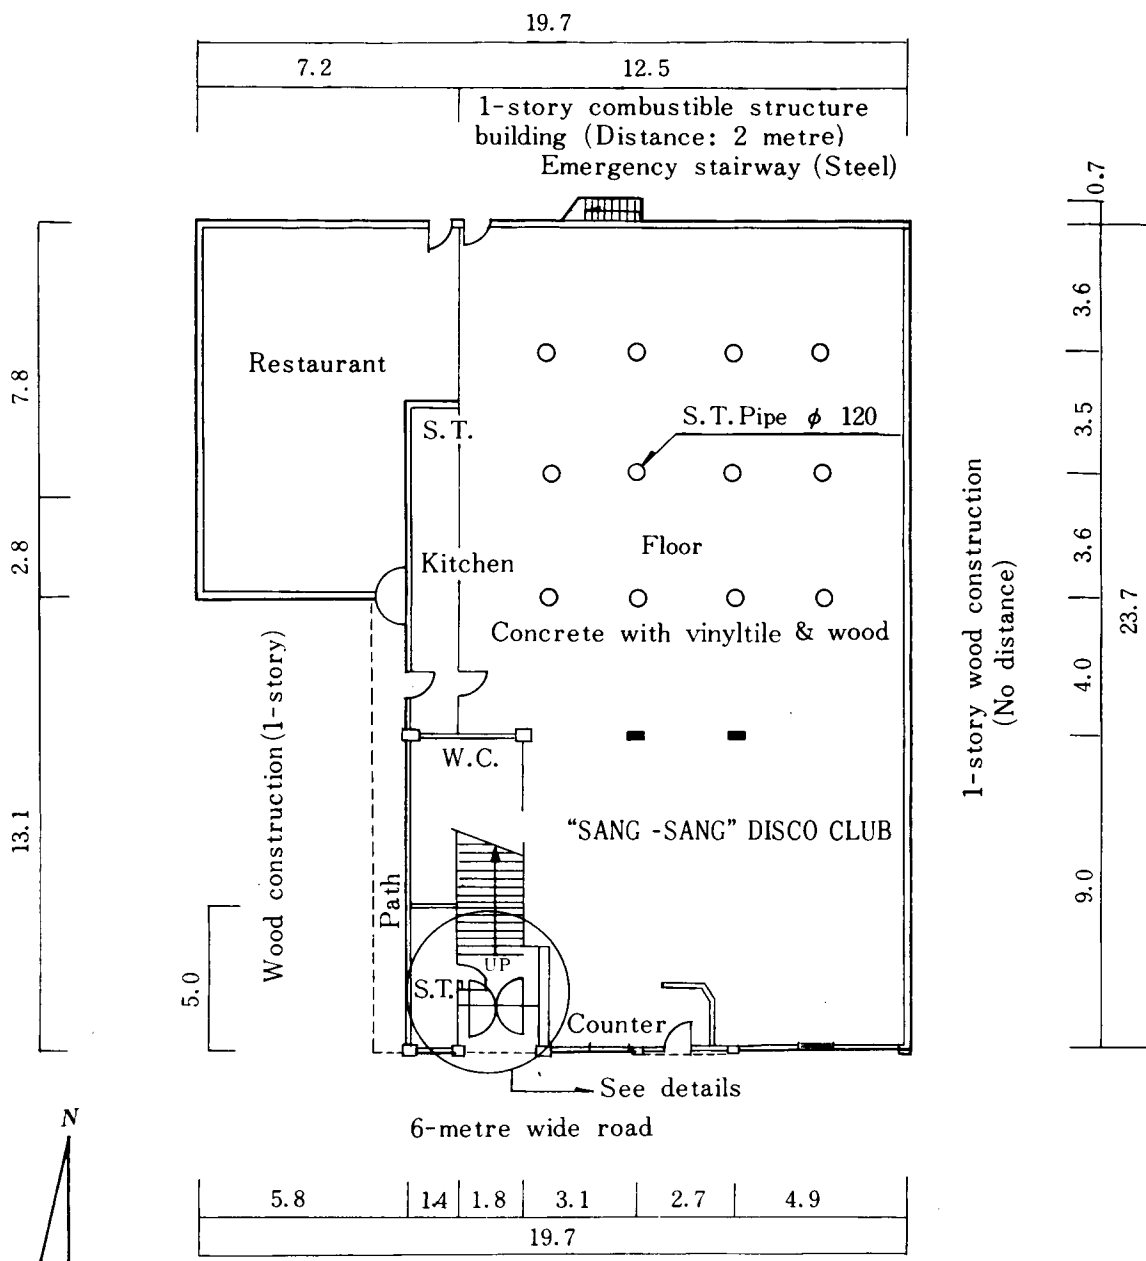 19.7
7.2
12.5
1-story combustible structure
building (Distance: 2 metre)
Emergency stairway (Steel)
0.7
3.6
3.5
3.6
4.0
9.0
23.7
7.8
2.8
13.1
5.0
Restaurant
S.T.
S.T.Pipe φ 120
Kitchen
Floor
Concrete with vinyltile & wood
1-story wood construction
(No distance)
Wood construction (1-story)
Path
W.C.
"SANG -SANG" DISCO CLUB
UP
S.T.
Counter
See details
6-metre wide road
N
5.8
1.4
1.8
3.1
2.7
4.9
19.7